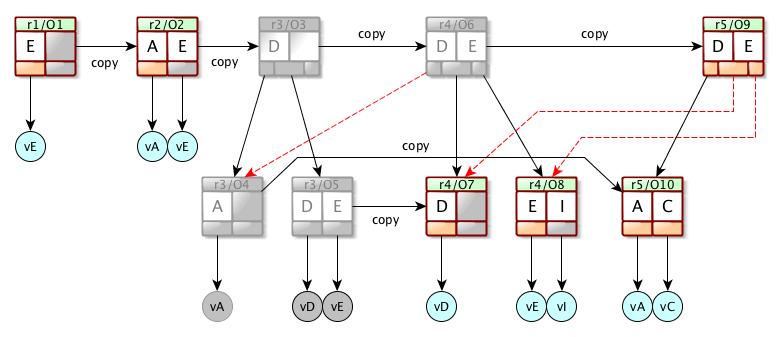 r1/O1 r2/O2 r3/O3 r4/O6 r5/O9
copy
E A E D D E D E
copy copy
vE vA vE
copy
r3/O4 r3/O5 r4/O7 r4/O8 r5/O10
A D E D E I A C
copy
vA vD vE vD vE vI vA vC